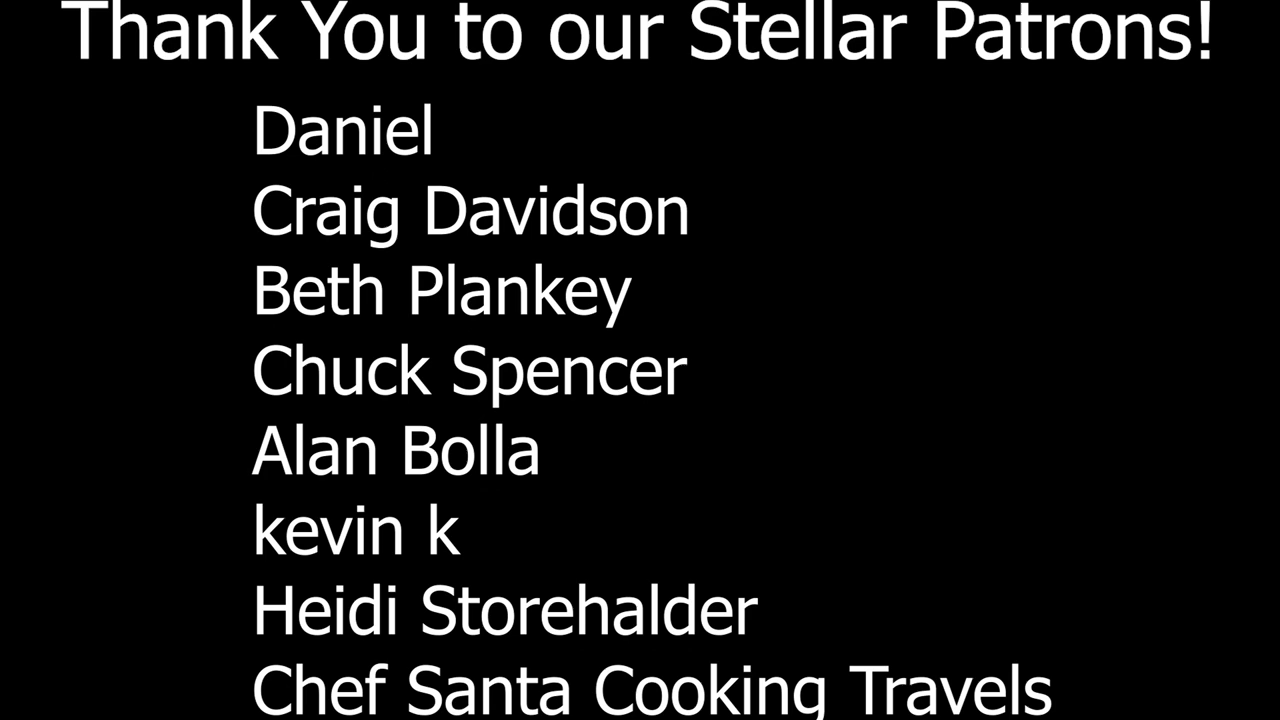 Thank You to our Stellar Patrons!
Daniel
Craig Davidson
Beth Plankey
Chuck Spencer
Alan Bolla
kevin k
Heidi Storehalder
Chef Santa Cooking Travels